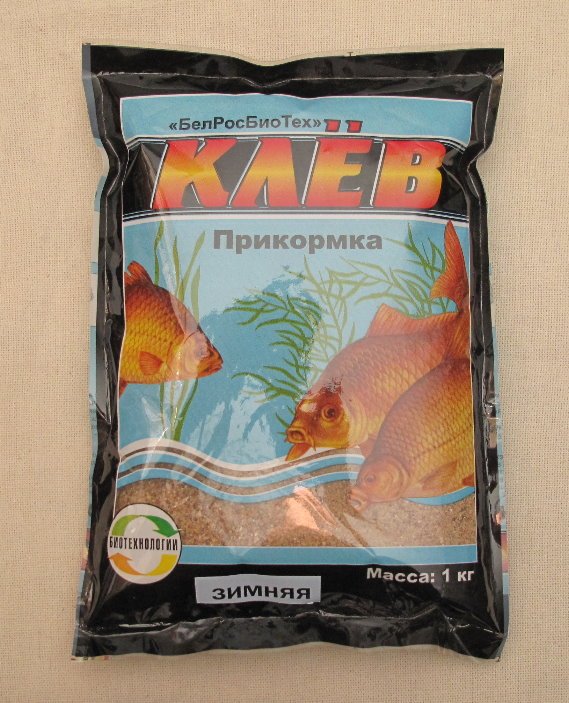 «БелРосБиоТех»
КЛЁВ
Прикормка
БИОТЕХНОЛОГИИ
Масса: 1 кг
ЗИМНЯЯ